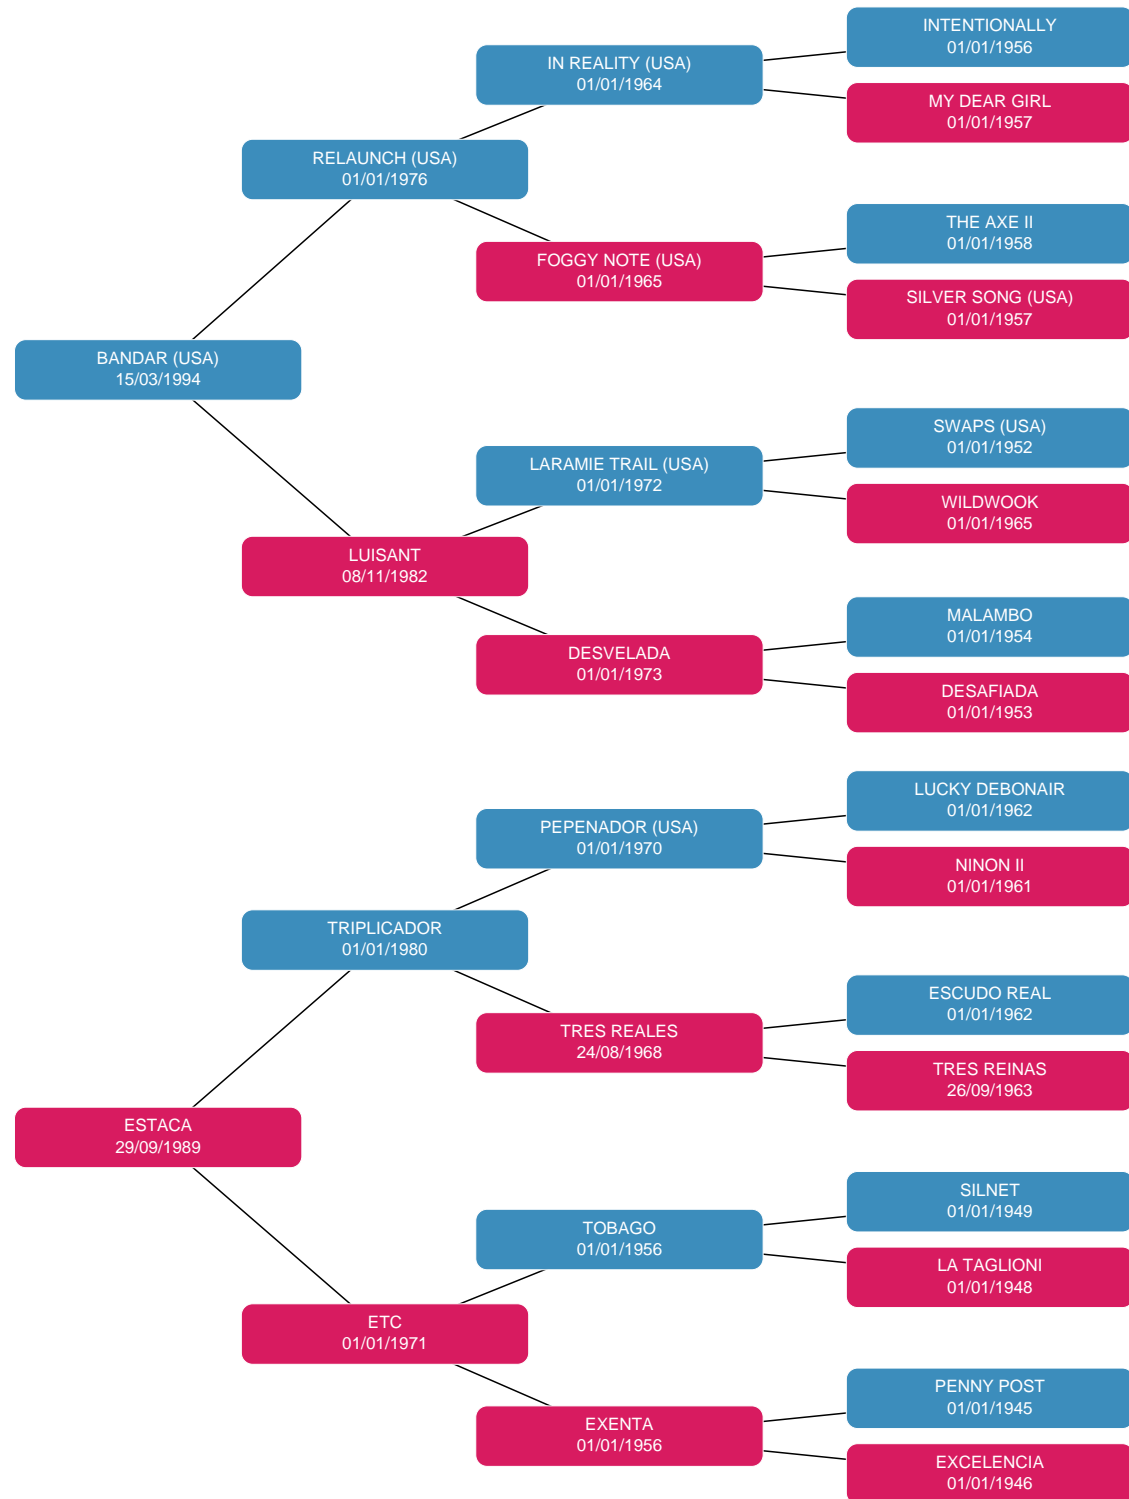 INTENTIONALLY
01/01/1956
IN REALITY (USA)
01/01/1964
MY DEAR GIRL
01/01/1957
RELAUNCH (USA)
01/01/1976
THE AXE II
01/01/1958
FOGGY NOTE (USA)
01/01/1965
SILVER SONG (USA)
01/01/1957
BANDAR (USA)
15/03/1994
SWAPS (USA)
01/01/1952
LARAMIE TRAIL (USA)
01/01/1972
WILDWOOK
01/01/1965
LUISANT
08/11/1982
MALAMBO
01/01/1954
DESVELADA
01/01/1973
DESAFIADA
01/01/1953
LUCKY DEBONAIR
01/01/1962
PEPENADOR (USA)
01/01/1970
NINON II
01/01/1961
TRIPLICADOR
01/01/1980
ESCUDO REAL
01/01/1962
TRES REALES
24/08/1968
TRES REINAS
26/09/1963
ESTACA
29/09/1989
SILNET
01/01/1949
TOBAGO
01/01/1956
LA TAGLIONI
01/01/1948
ETC
01/01/1971
PENNY POST
01/01/1945
EXENTA
01/01/1956
EXCELENCIA
01/01/1946